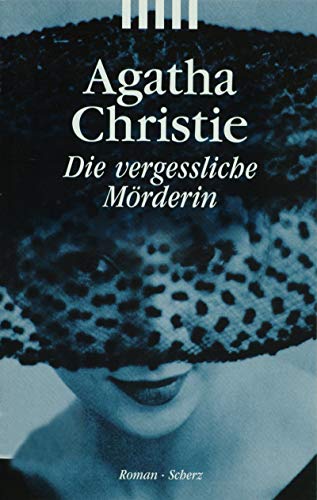 Agatha
Christie
Die vergessliche
Mörderin
Roman · Scherz